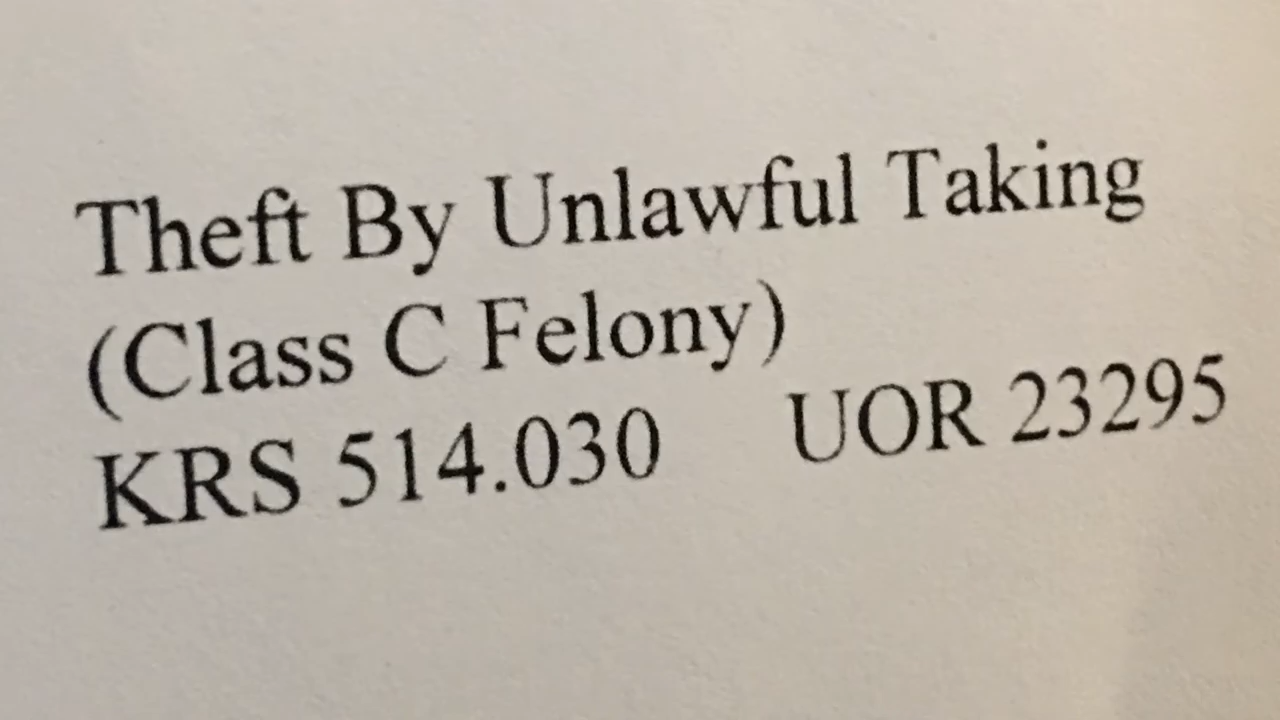 Theft By Unlawful Taking
(Class C Felony)
KRS 514.030 UOR 23295